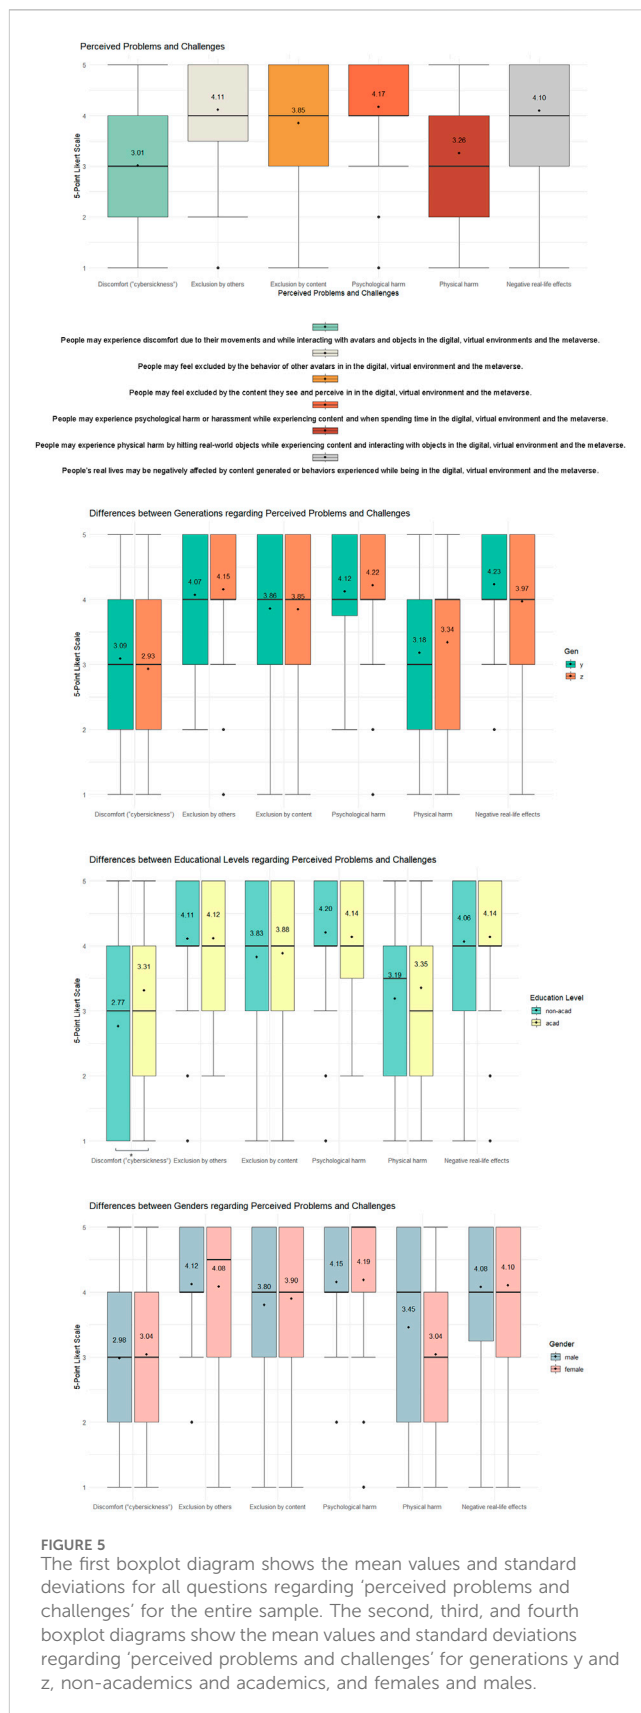 Perceived Problems and Challenges
5-Point Likert Scale
5
4
3
2
1
3.01
4.11
3.85
4.17
3.26
4.10
Discomfort ("cybersickness")
Exclusion by others
Exclusion by content
Psychological harm
Physical harm
Negative real-life effects
Perceived Problems and Challenges
People may experience discomfort due to their movements and while interacting with avatars and objects in the digital, virtual environments and the metaverse.
People may feel excluded by the behavior of other avatars in in the digital, virtual environment and the metaverse.
People may feel excluded by the content they see and perceive in in the digital, virtual environment and the metaverse.
People may experience psychological harm or harassment while experiencing content and when spending time in the digital, virtual environment and the metaverse.
People may experience physical harm by hitting real-world objects while experiencing content and interacting with objects in the digital, virtual environment and the metaverse.
People's real lives may be negatively affected by content generated or behaviors experienced while being in the digital, virtual environment and the metaverse.
Differences between Generations regarding Perceived Problems and Challenges
5-Point Likert Scale
5
4
3
2
1
3.09
2.93
4.07
4.15
3.86
3.85
4.12
4.22
3.18
3.34
4.23
3.97
Gen
y
z
Discomfort ("cybersickness")
Exclusion by others
Exclusion by content
Psychological harm
Physical harm
Negative real-life effects
Differences between Educational Levels regarding Perceived Problems and Challenges
5-Point Likert Scale
5
4
3
2
1
2.77
3.31
4.11
4.12
3.83
3.88
4.20
4.14
3.19
3.35
4.06
4.14
Education Level
non-acad
acad
Discomfort ("cybersickness")
Exclusion by others
Exclusion by content
Psychological harm
Physical harm
Negative real-life effects
*
Differences between Genders regarding Perceived Problems and Challenges
5-Point Likert Scale
5
4
3
2
1
2.98
3.04
4.12
4.08
3.80
3.90
4.15
4.19
3.45
3.04
4.08
4.10
Gender
male
female
Discomfort ("cybersickness")
Exclusion by others
Exclusion by content
Psychological harm
Physical harm
Negative real-life effects
FIGURE 5
The first boxplot diagram shows the mean values and standard
deviations for all questions regarding ‘perceived problems and
challenges’ for the entire sample. The second, third, and fourth
boxplot diagrams show the mean values and standard deviations
regarding ‘perceived problems and challenges’ for generations y and
z, non-academics and academics, and females and males.